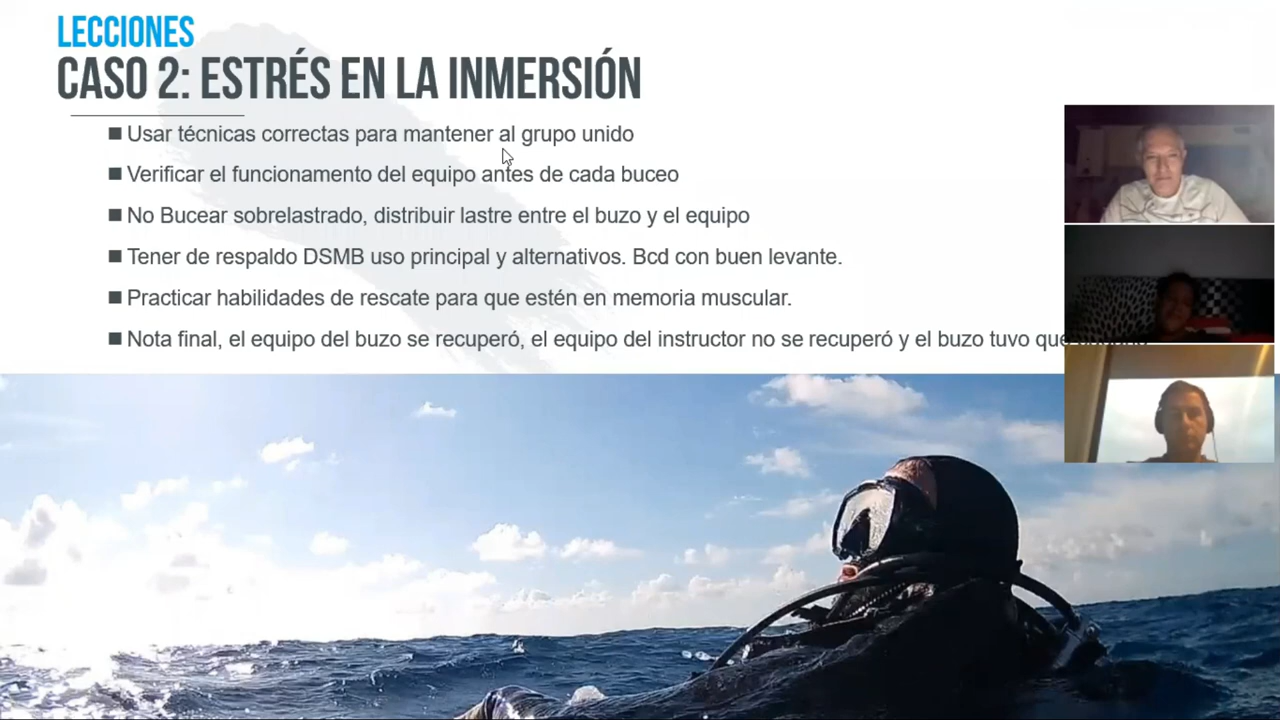 LECCIONES
CASO 2: ESTRÉS EN LA INMERSIÓN
■ Usar técnicas correctas para mantener al grupo unido
■ Verificar el funcionamento del equipo antes de cada buceo
■ No Bucear sobrelastrado, distribuir lastre entre el buzo y el equipo
■ Tener de respaldo DSMB uso principal y alternativos. Bcd con buen levante.
■ Practicar habilidades de rescate para que estén en memoria muscular.
■ Nota final, el equipo del buzo se recuperó, el equipo del instructor no se recuperó y el buzo tuvo que